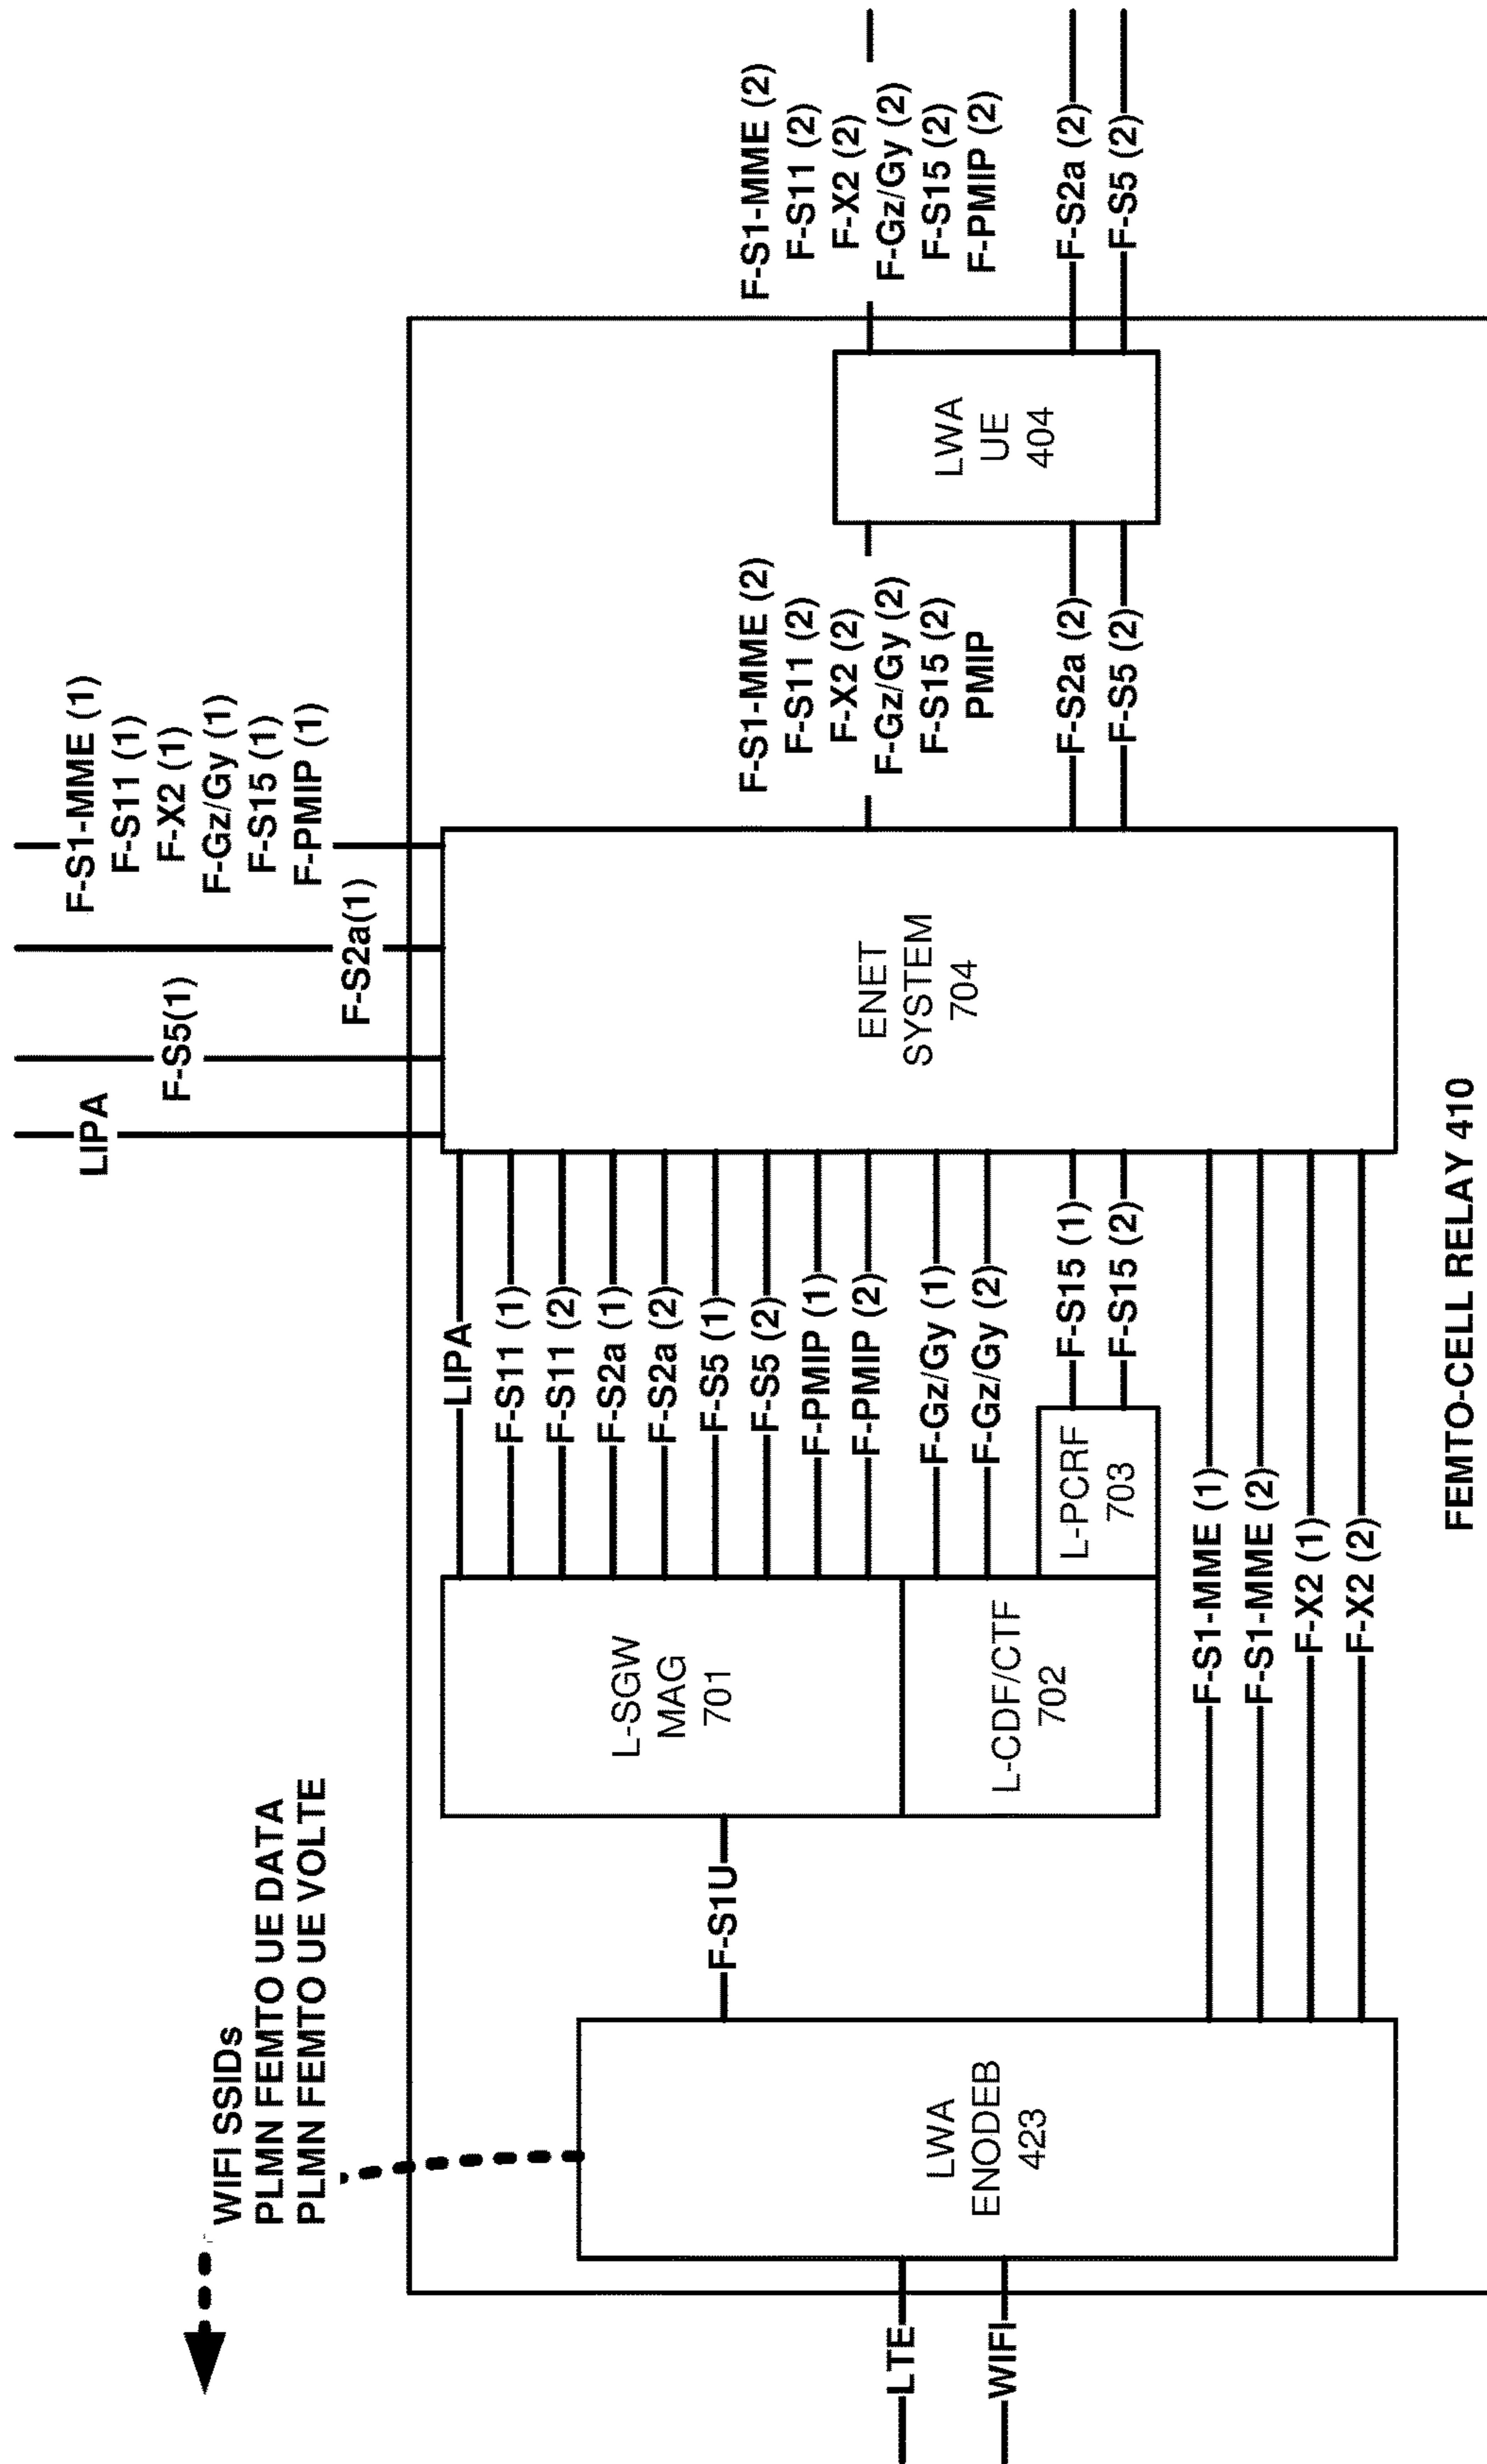 WIFI SSIDs
PLMN FEMTO UE DATA
PLMN FEMTO UE VOLTE
LIPA
F-S5(1)
F-S2a(1)
F-S1-MME (1)
F-S11 (1)
F-X2 (1)
F-Gz/Gy (1)
F-S15 (1)
F-PMIP (1)
LTE
WIFI
LWA
ENODEB
423
F-S1U
L-SGW
MAG
701
L-CDF/CTF
702
L-PCRF
703
LIPA
F-S11 (1)
F-S11 (2)
F-S2a (1)
F-S2a (2)
F-S5 (1)
F-S5 (2)
F-PMIP (1)
F-PMIP (2)
F-Gz/Gy (1)
F-Gz/Gy (2)
F-S15 (1)
F-S15 (2)
F-S1-MME (1)
F-S1-MME (2)
F-X2 (1)
F-X2 (2)
ENET
SYSTEM
704
F-S1-MME (2)
F-S11 (2)
F-X2 (2)
F-Gz/Gy (2)
F-S15 (2)
PMIP
F-S2a (2)
F-S5 (2)
LWA
UE
404
F-S1-MME (2)
F-S11 (2)
F-X2 (2)
F-Gz/Gy (2)
F-S15 (2)
F-PMIP (2)
F-S2a (2)
F-S5 (2)
FEMTO-CELL RELAY 410